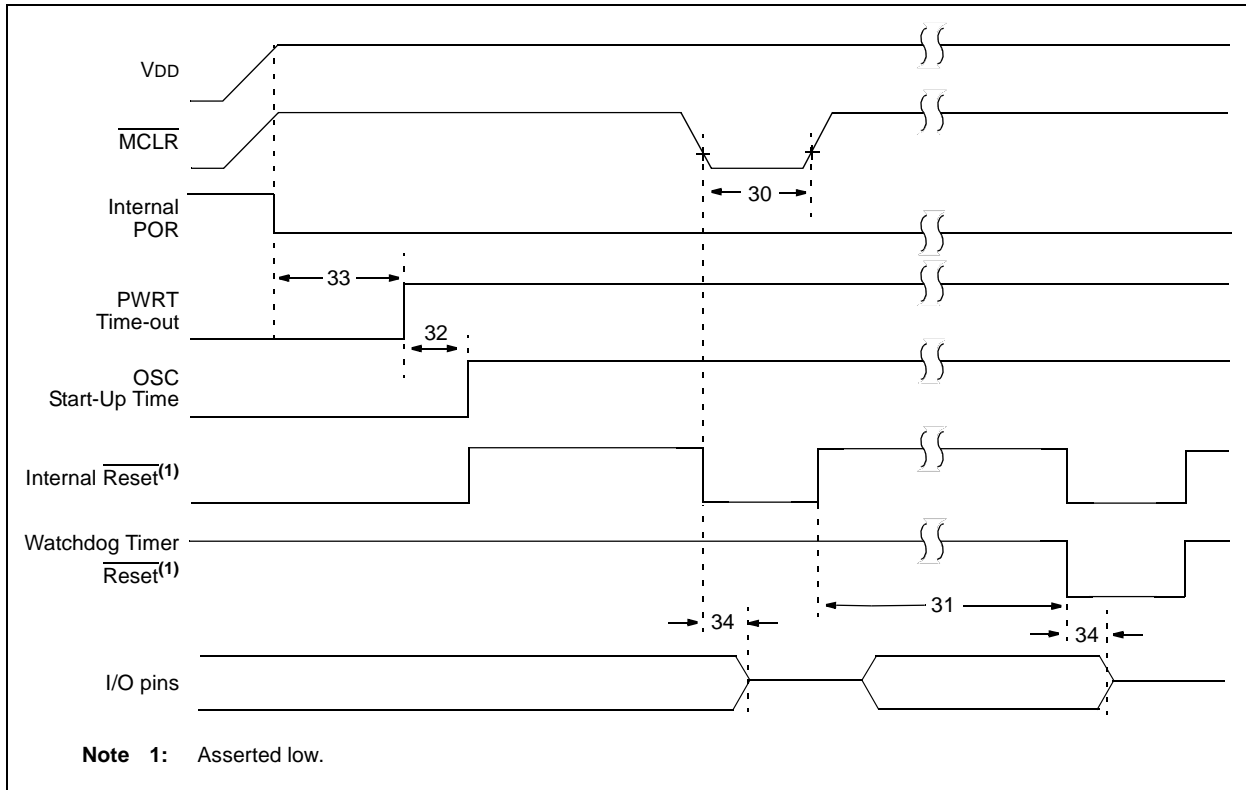 VDD
MCLR
30
Internal
POR
33
PWRT
Time-out
32
OSC
Start-Up Time
Internal Reset(1)
Watchdog Timer
Reset(1)
31
34
34
I/O pins
Note 1: Asserted low.